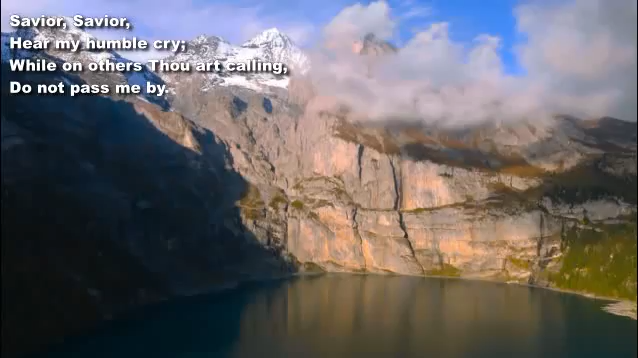 Savior, Savior,
Hear my humble cry;
While on others Thou art calling,
Do not pass me by.